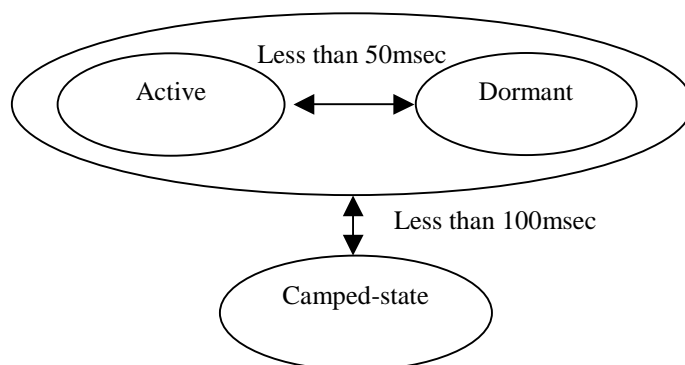 Less than 50msec
Active
Dormant
Less than 100msec
Camped-state